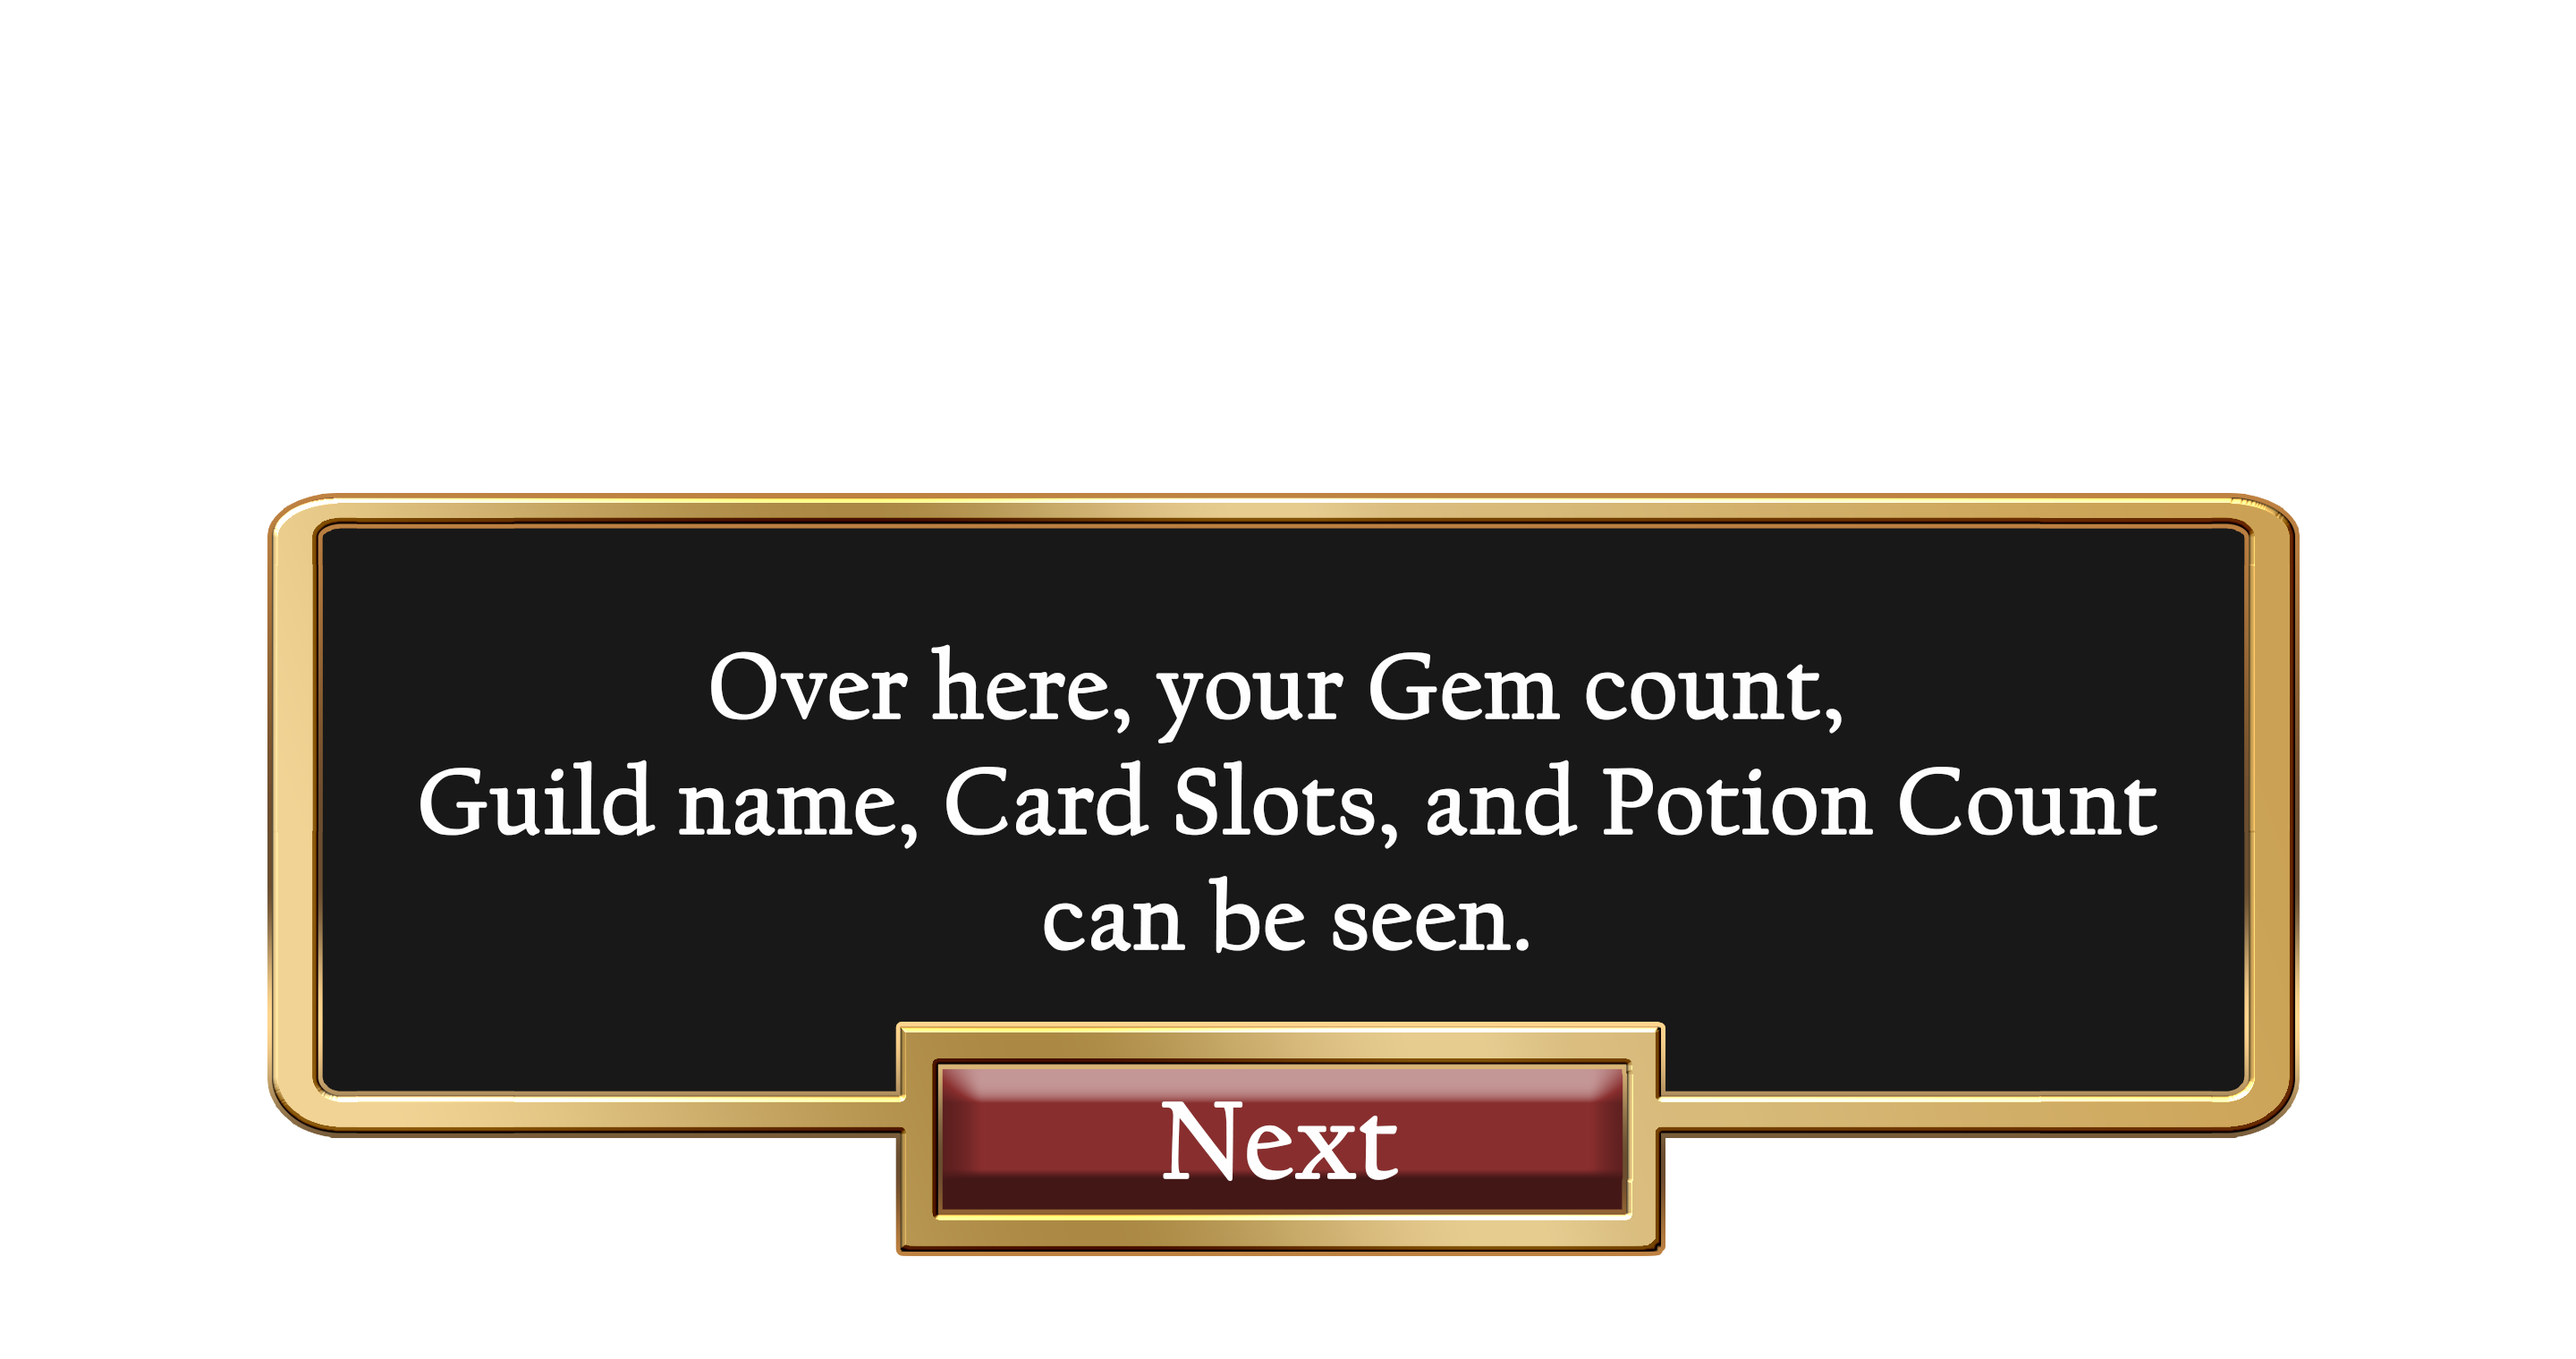 Over here, your Gem count,
Guild name, Card Slots, and Potion Count
can be seen.
Next